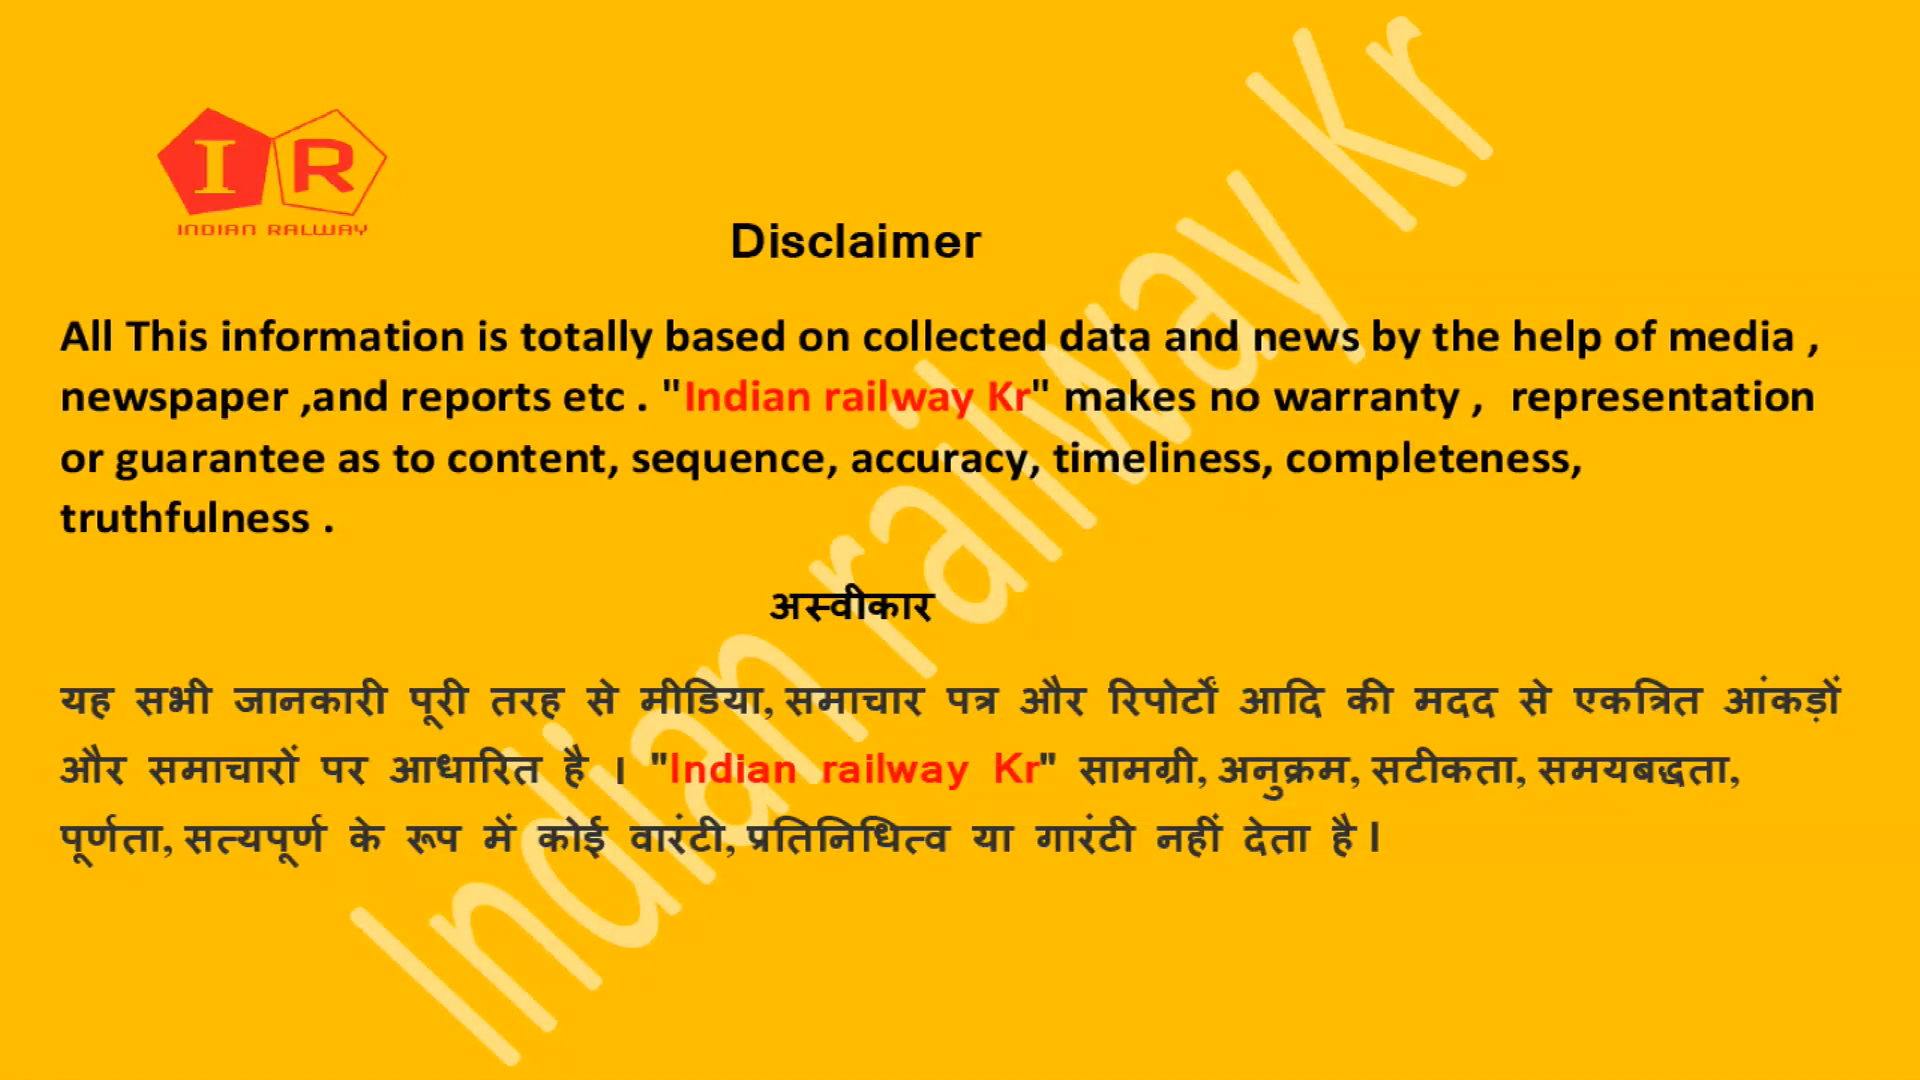 I R
INDIAN RALWAY
Disclaimer
All This information is totally based on collected data and news by the help of media ,
newspaper ,and reports etc . "Indian railway Kr" makes no warranty , representation
or guarantee as to content, sequence, accuracy, timeliness, completeness,
truthfulness .
अस्वीकार
यह सभी जानकारी पूरी तरह से मीडिया, समाचार पत्र और रिपोर्टों आदि की मदद से एकत्रित आंकड़ों
और समाचारों पर आधारित है । "Indian railway Kr" सामग्री, अनुक्रम, सटीकता, समयबद्धता,
पूर्णता, सत्यपूर्ण के रूप में कोई वारंटी, प्रतिनिधित्व या गारंटी नहीं देता है।
Indian railway Kr